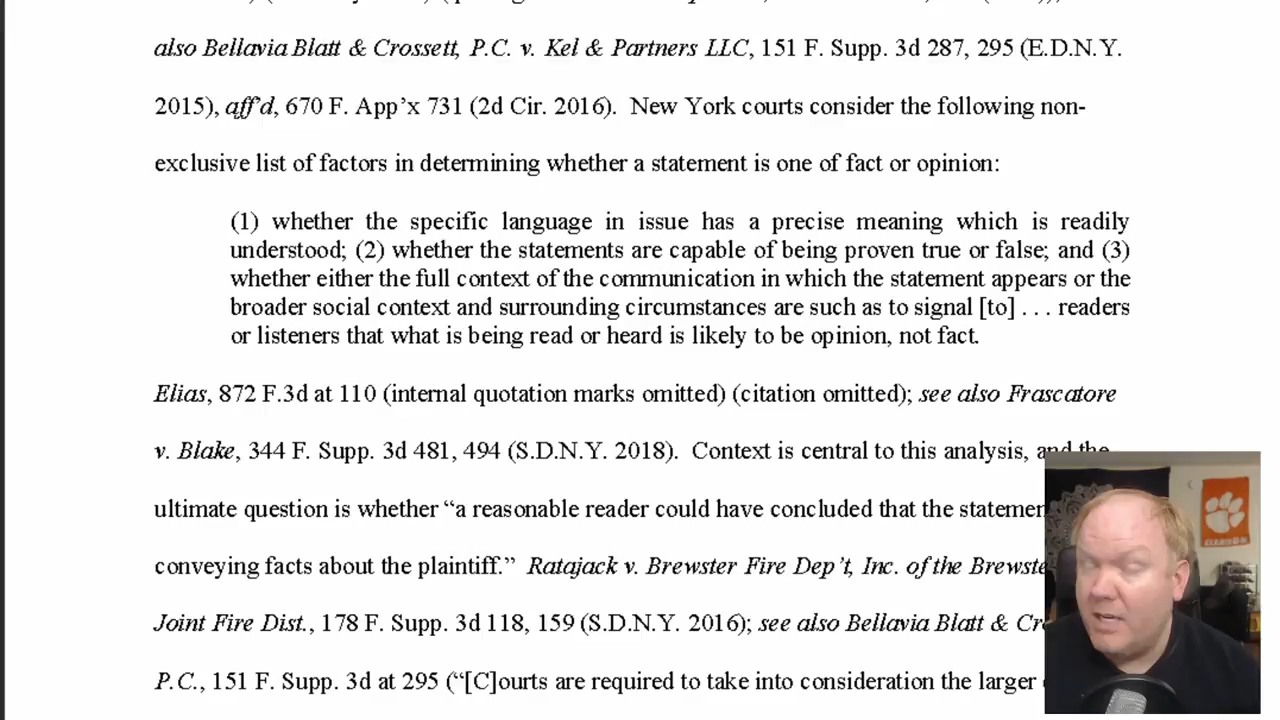 also Bellavia Blatt & Crossett, P.C. v. Kel & Partners LLC, 151 F. Supp. 3d 287, 295 (E.D.N.Y.
2015), aff’d, 670 F. App’x 731 (2d Cir. 2016). New York courts consider the following non-
exclusive list of factors in determining whether a statement is one of fact or opinion:
(1) whether the specific language in issue has a precise meaning which is readily
understood; (2) whether the statements are capable of being proven true or false; and (3)
whether either the full context of the communication in which the statement appears or the
broader social context and surrounding circumstances are such as to signal [to] . . . readers
or listeners that what is being read or heard is likely to be opinion, not fact.
Elias, 872 F.3d at 110 (internal quotation marks omitted) (citation omitted); see also Frascatore
v. Blake, 344 F. Supp. 3d 481, 494 (S.D.N.Y. 2018). Context is central to this analysis, and the
ultimate question is whether “a reasonable reader could have concluded that the
conveying facts about the plaintiff.” Ratajack v. Brewster Fire Dep’t, Inc. of the
Joint Fire Dist., 178 F. Supp. 3d 118, 159 (S.D.N.Y. 2016); see also Bellavia Blatt &
P.C., 151 F. Supp. 3d at 295 (“[C]ourts are required to take into consideration the larger